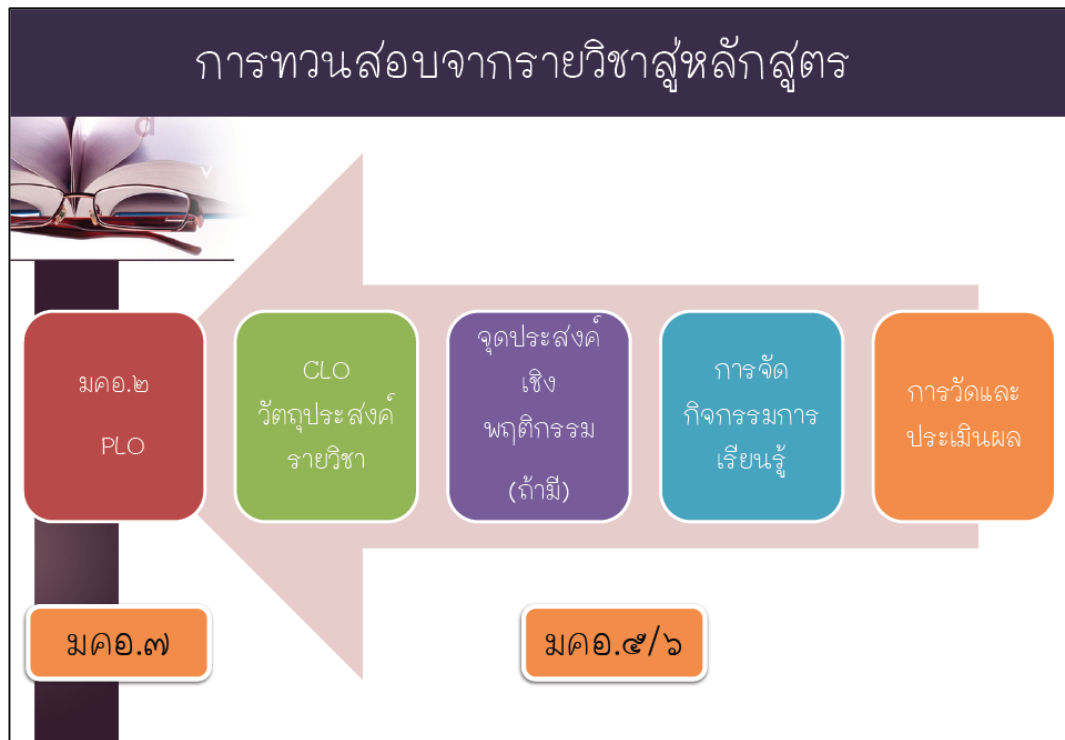 การทวนสอบจากรายวิชาสู่หลักสูตร
d
v
มคอ.๒
PLO
CLO
วัตถุประสงค์
รายวิชา
จุดประสงค์
เชิง
พฤติกรรม
(ถ้ามี)
การจัด
กิจกรรมการ
เรียนรู้
การวัดและ
ประเมินผล
มคอ.๗
มคอ.๕/๖